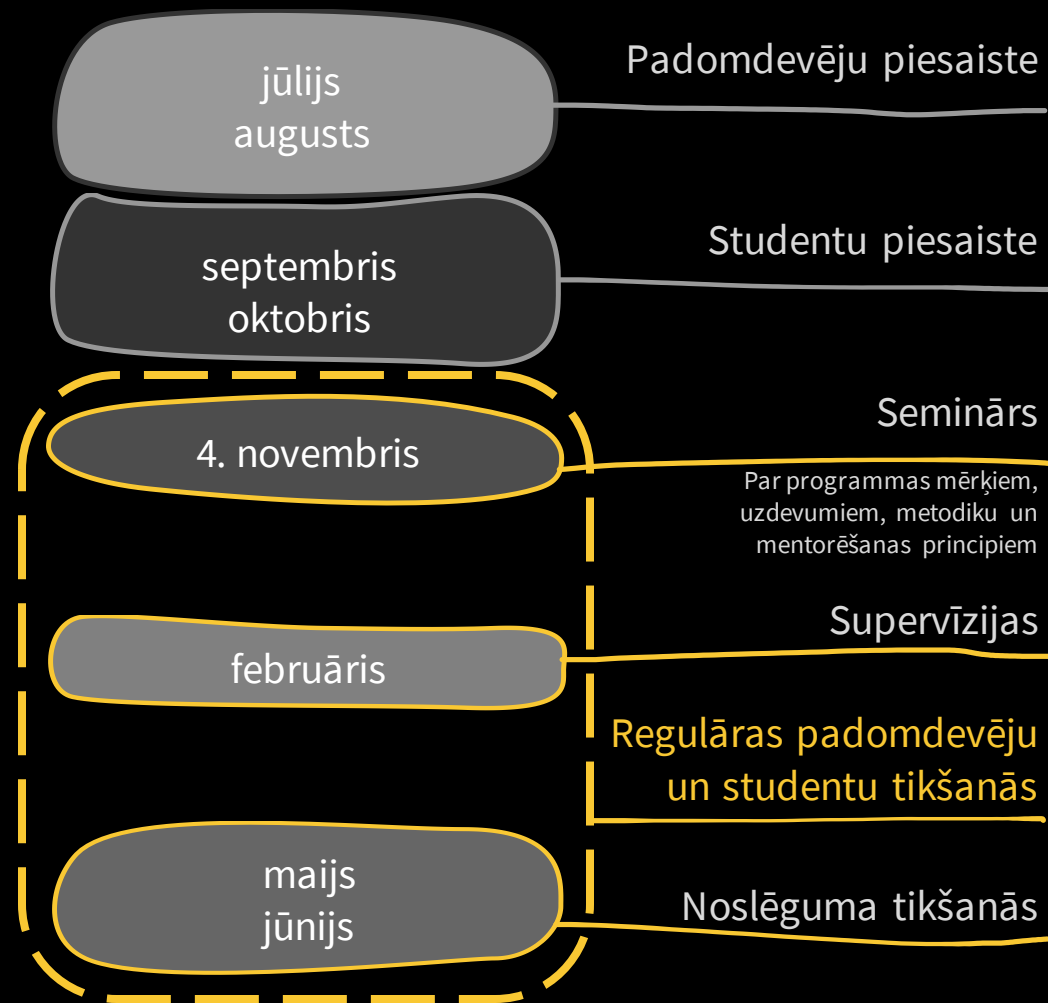 jūlijs
augusts
Padomdevēju piesaiste
septembris
oktobris
Studentu piesaiste
4. novembris
Seminārs
Par programmas mērķiem,
uzdevumiem, metodiku un
mentorēšanas principiem
februāris
Supervīzijas
Regulāras padomdevēju
un studentu tikšanās
maijs
jūnijs
Noslēguma tikšanās